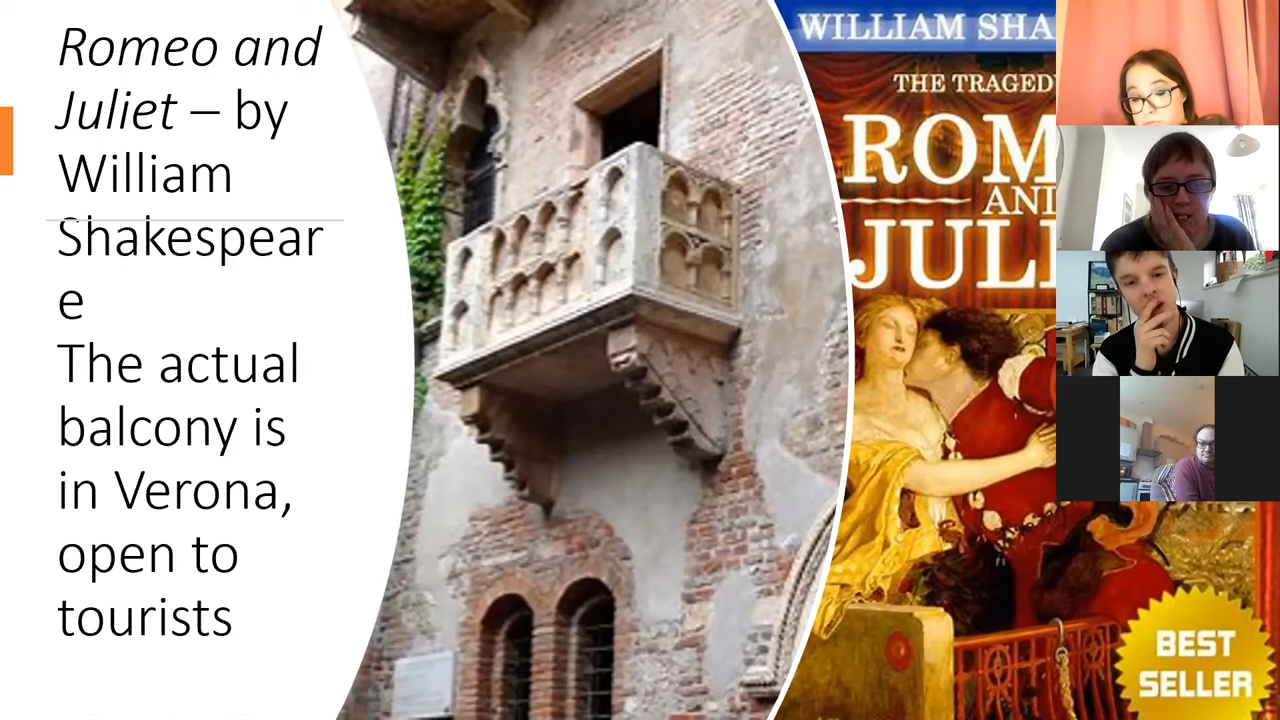 Romeo and
Juliet – by
William
Shakespear
e
The actual
balcony is
in Verona,
open to
tourists
WILLIAM SHA
THE TRAGED
ROM
AND
JULI
BEST
SELLER